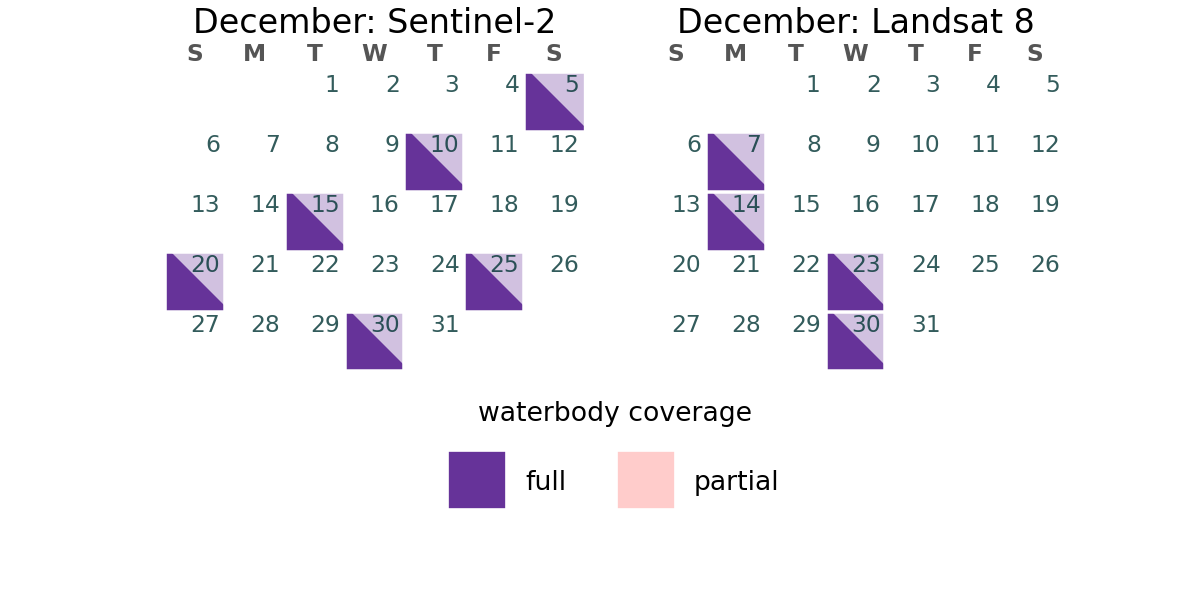 December: Sentinel-2
S M T W T F S
1 2 3 4 5
6 7 8 9 10 11 12
13 14 15 16 17 18 19
20 21 22 23 24 25 26
27 28 29 30 31
December: Landsat 8
S M T W T F S
1 2 3 4 5
6 7 8 9 10 11 12
13 14 15 16 17 18 19
20 21 22 23 24 25 26
27 28 29 30 31
waterbody coverage
full
partial